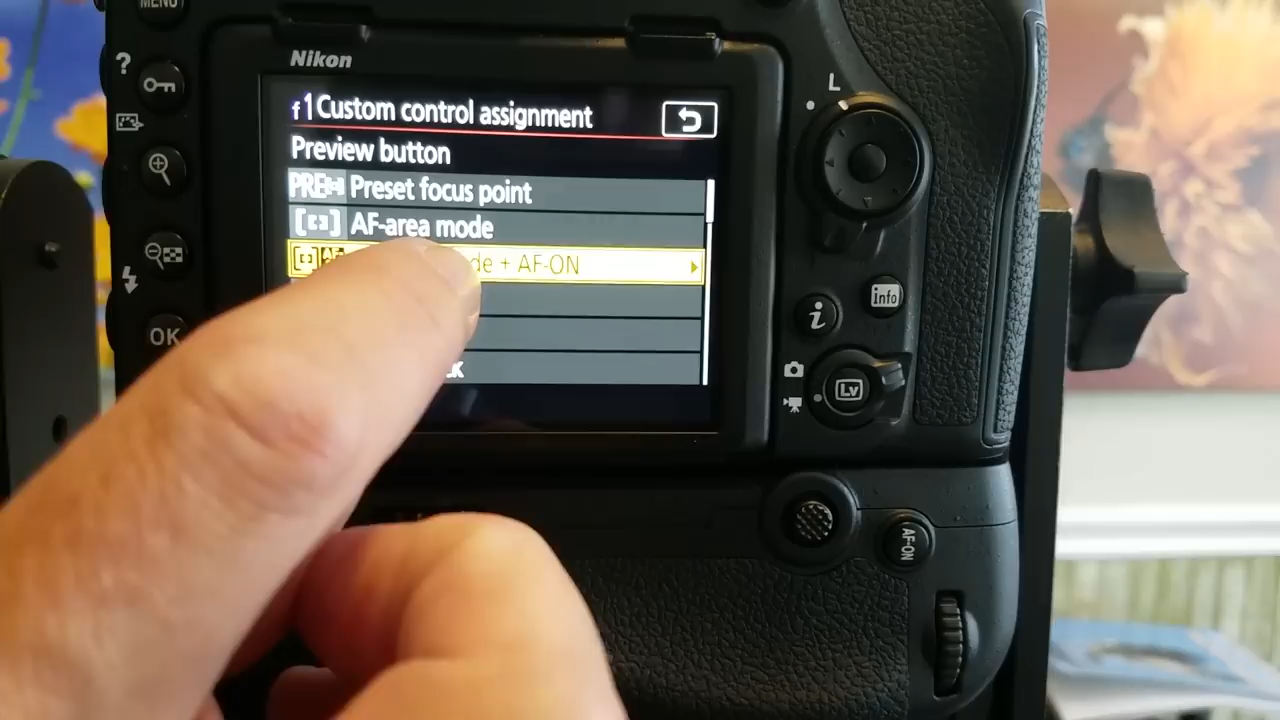 MENU
Nikon
?
L
f1 Custom control assignment
Preview button
PRE Preset focus point
AF-area mode
+ AF-ON
info
i
OK
Lv
AF-ON